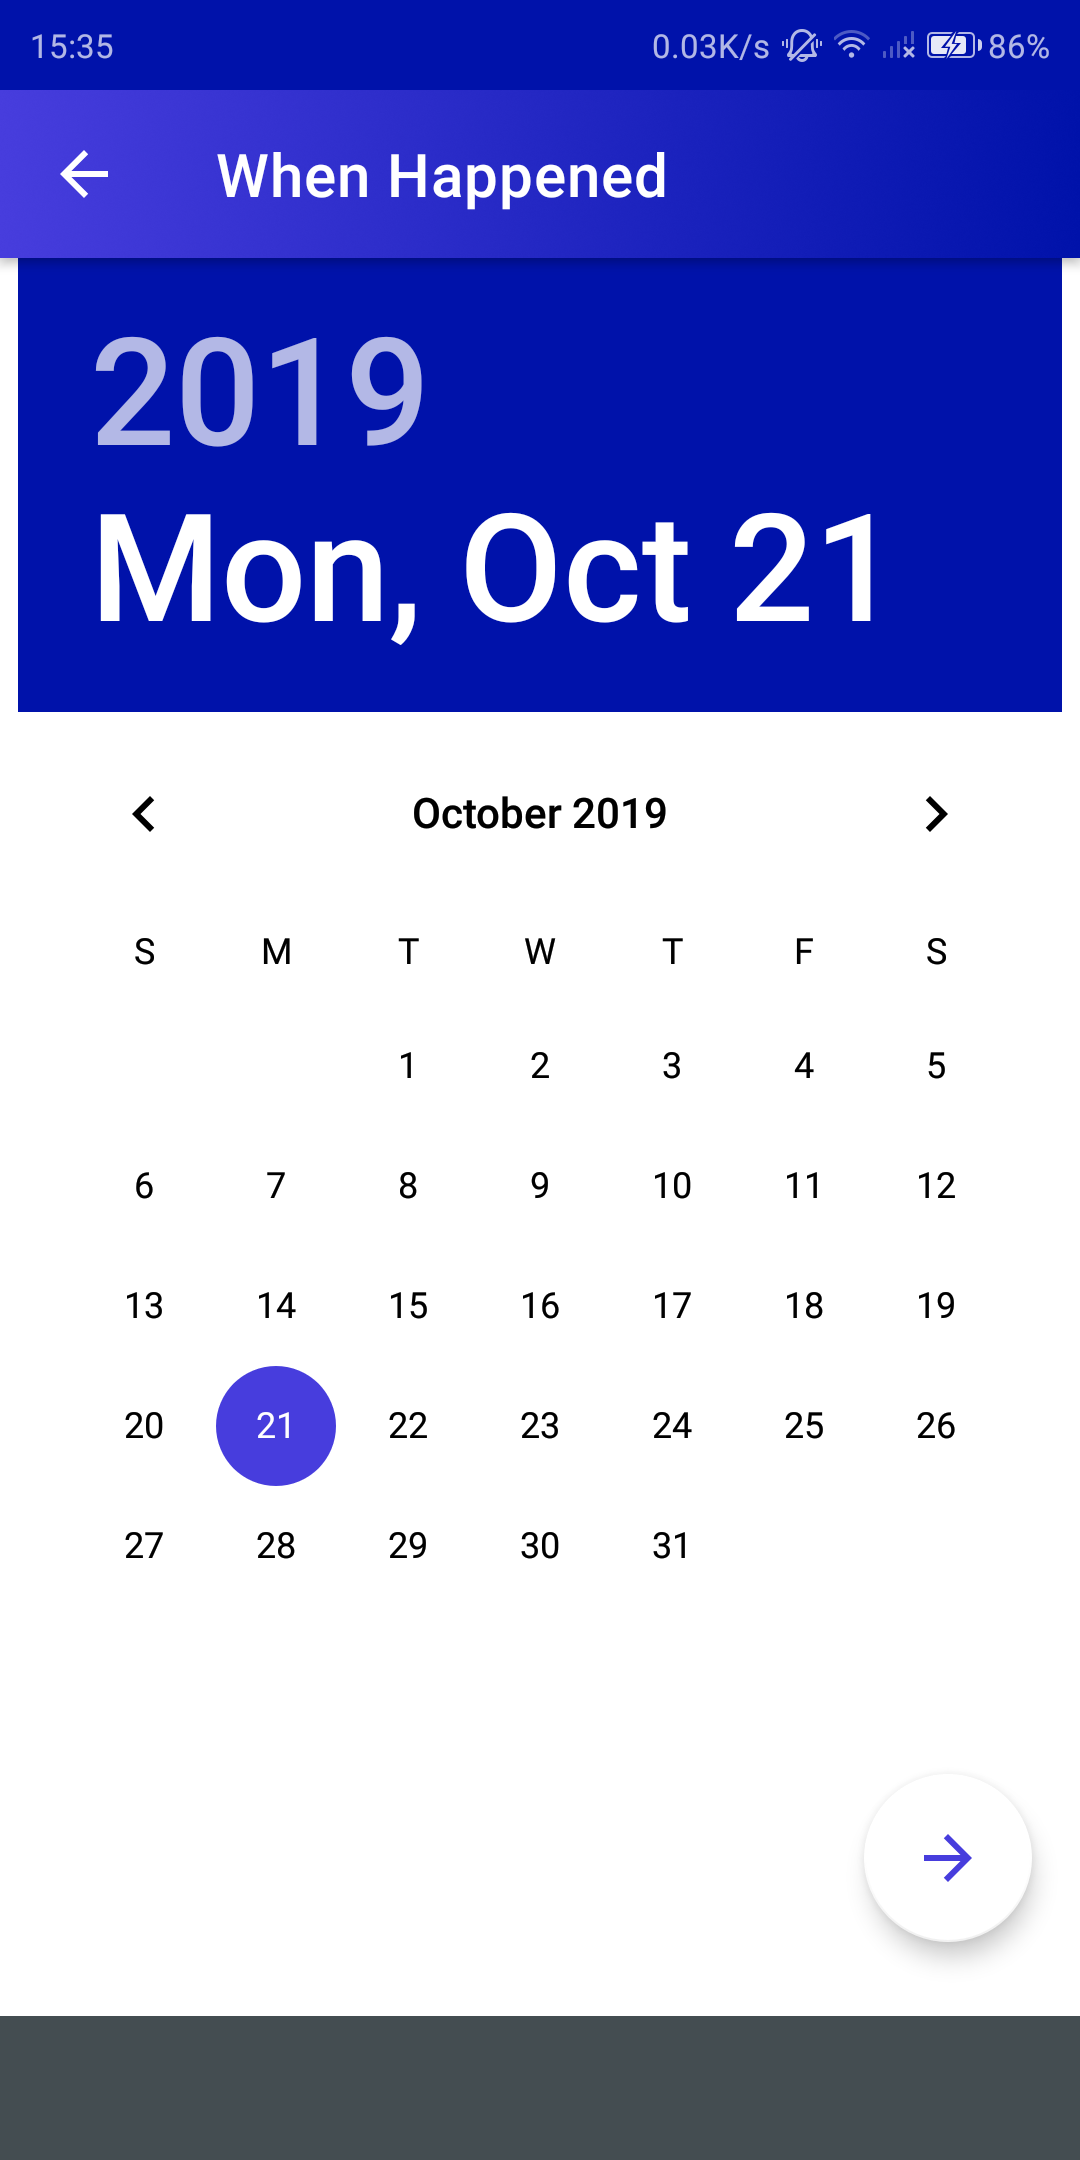 15:35 0.03K/s 86%
When Happened
2019
Mon, Oct 21
October 2019
S M T W T F S
1 2 3 4 5
6 7 8 9 10 11 12
13 14 15 16 17 18 19
20 21 22 23 24 25 26
27 28 29 30 31